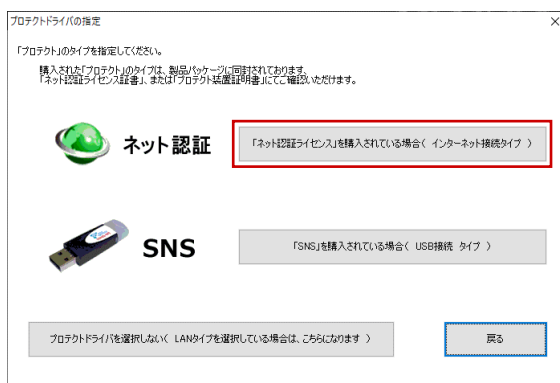 プロテクトドライバの指定
「プロテクト」のタイプを指定してください。
購入された「プロテクト」のタイプは、製品パッケージに同封されております、
「ネット認証ライセンス証書」、または「プロテクト装置証明書」にてご確認いただけます。
ネット認証
「ネット認証ライセンス」を購入されている場合（ インターネット接続タイプ ）
SNS
「SNS」を購入されている場合（ USB接続 タイプ ）
プロテクトドライバを選択しない（ LANタイプを選択している場合は、こちらになります ）
戻る